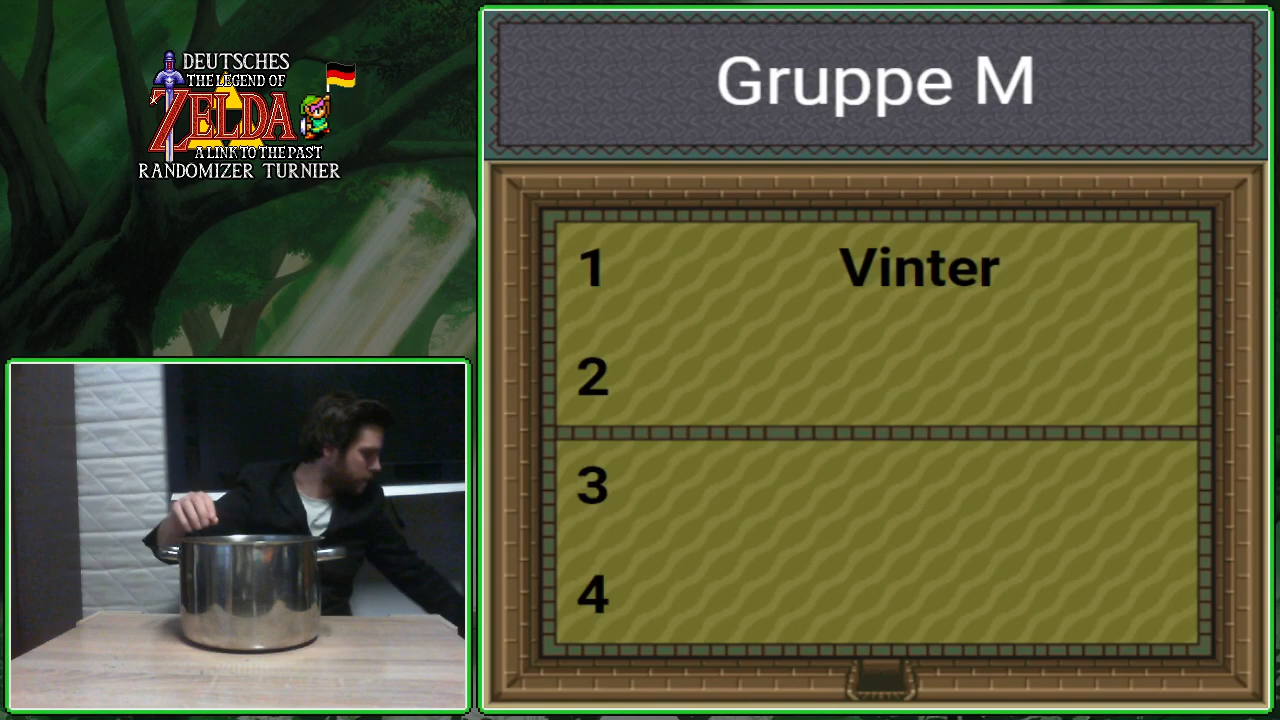 DEUTSCHES
THE LEGEND OF
ZELDA
A LINK TO THE PAST
RANDOMIZER TURNIER
Gruppe M
1 Vinter
2
3
4